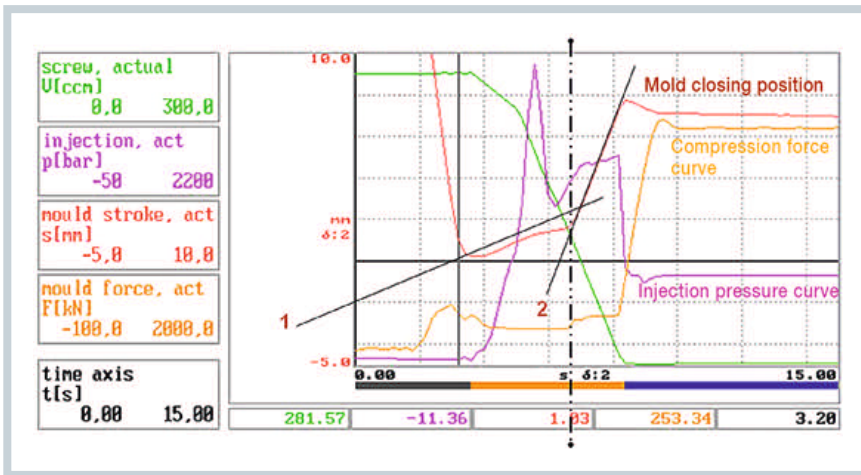 screw, actual
V[ccm]
0,0 300,0
injection, act
p[bar]
-50 2200
mould stroke, act
s[mm]
-5,0 10,0
mould force, act
F[kN]
-100,0 2000,0
time axis
t[s]
0,00 15,00
10.0
Mold closing position
Compression force
curve
mm
δ:2
Injection pressure curve
1
2
-5.0
0.00 s δ:2 15.00
281.57 -11.36 1.03 253.34 3.20